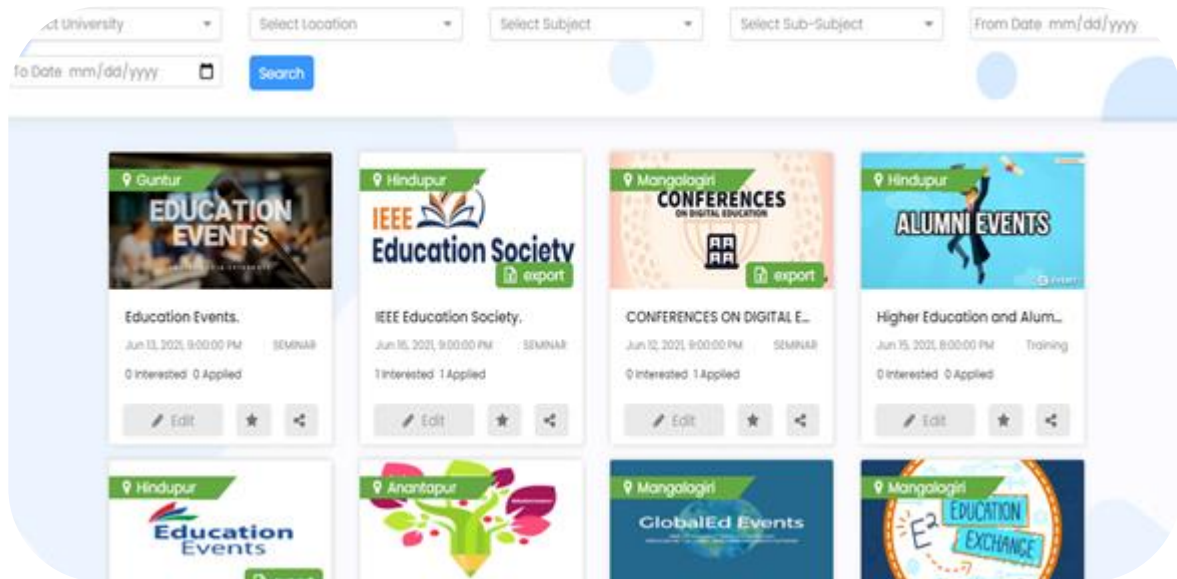 ct University
Select Location
Select Subject
Select Sub-Subject
From Date mm/dd/yyyy
To Date mm/dd/yyyy
Search
Guntur
EDUCATION
EVENTS
Education Events.
Jun 13, 2021, 9:00:00 PM SEMINAR
0 Interested 0 Applied
Edit
Hindupur
IEEE
Education Society
export
IEEE Education Society.
Jun 16, 2021, 9:00:00 PM SEMINAR
1 Interested 1 Applied
Edit
Mangalagiri
CONFERENCES
ON DIGITAL EDUCATION
export
CONFERENCES ON DIGITAL E...
Jun 12, 2021, 9:00:00 PM SEMINAR
0 Interested 1 Applied
Edit
Hindupur
ALUMNI EVENTS
Higher Education and Alum...
Jun 15, 2021, 8:00:00 PM Training
0 Interested 0 Applied
Edit
Hindupur
Education
Events
export
Anantapur
Mangalagiri
GlobalEd Events
Mangalagiri
E2
EDUCATION
EXCHANGE